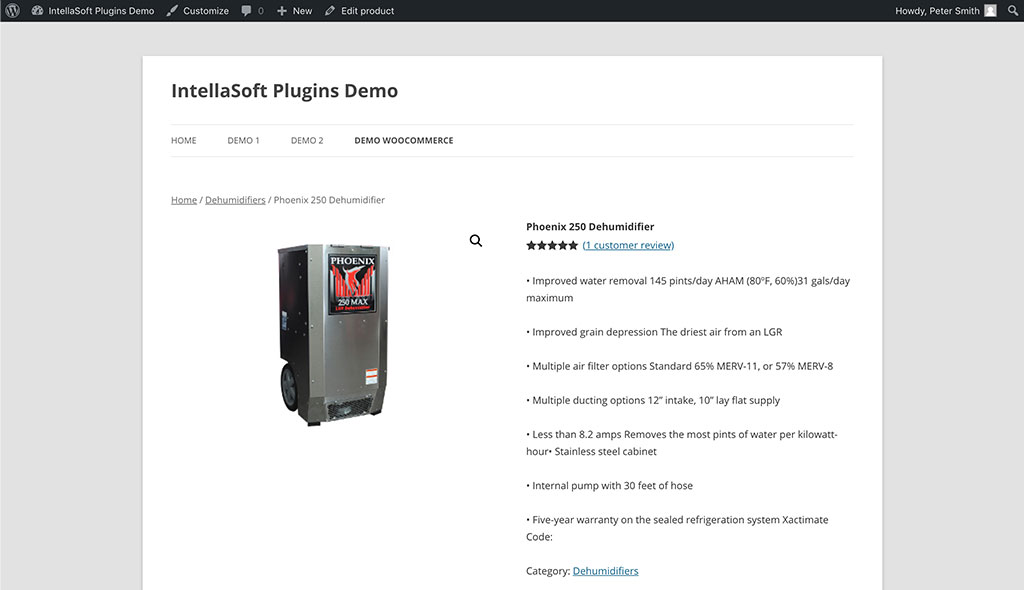 IntellaSoft Plugins Demo Customize 0 New Edit product Howdy, Peter Smith
IntellaSoft Plugins Demo
HOME DEMO 1 DEMO 2 DEMO WOOCOMMERCE
Home / Dehumidifiers / Phoenix 250 Dehumidifier
PHOENIX
250 MAX
LGR Dehumidifier
Phoenix 250 Dehumidifier
(1 customer review)
• Improved water removal 145 pints/day AHAM (80ºF, 60%)31 gals/day
maximum
• Improved grain depression The driest air from an LGR
• Multiple air filter options Standard 65% MERV-11, or 57% MERV-8
• Multiple ducting options 12” intake, 10” lay flat supply
• Less than 8.2 amps Removes the most pints of water per kilowatt-
hour• Stainless steel cabinet
• Internal pump with 30 feet of hose
• Five-year warranty on the sealed refrigeration system Xactimate
Code:
Category: Dehumidifiers